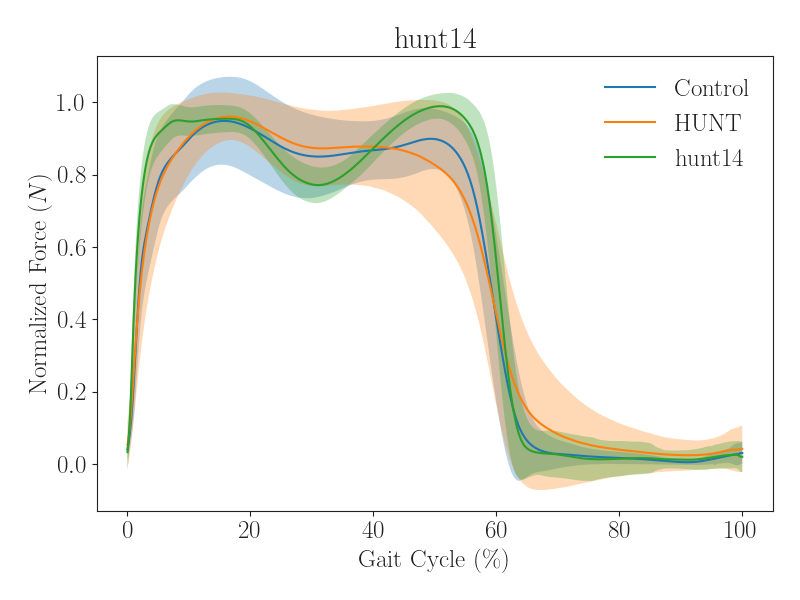 hunt14
Control
HUNT
hunt14
Normalized Force (N)
1.0
0.8
0.6
0.4
0.2
0.0
0 20 40 60 80 100
Gait Cycle (%)